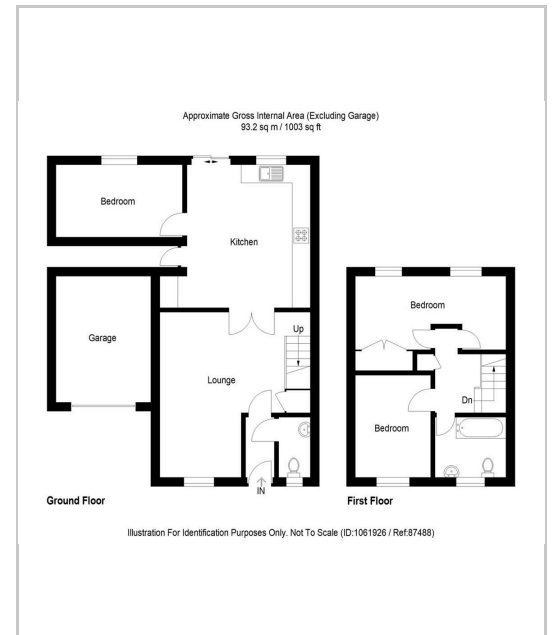 Approximate Gross Internal Area (Excluding Garage)
93.2 sq m / 1003 sq ft
Bedroom
Kitchen
Garage
Up
Lounge
IN
Ground Floor
Bedroom
Dn
Bedroom
First Floor
Illustration For Identification Purposes Only. Not To Scale (ID:1061926 / Ref:87488)